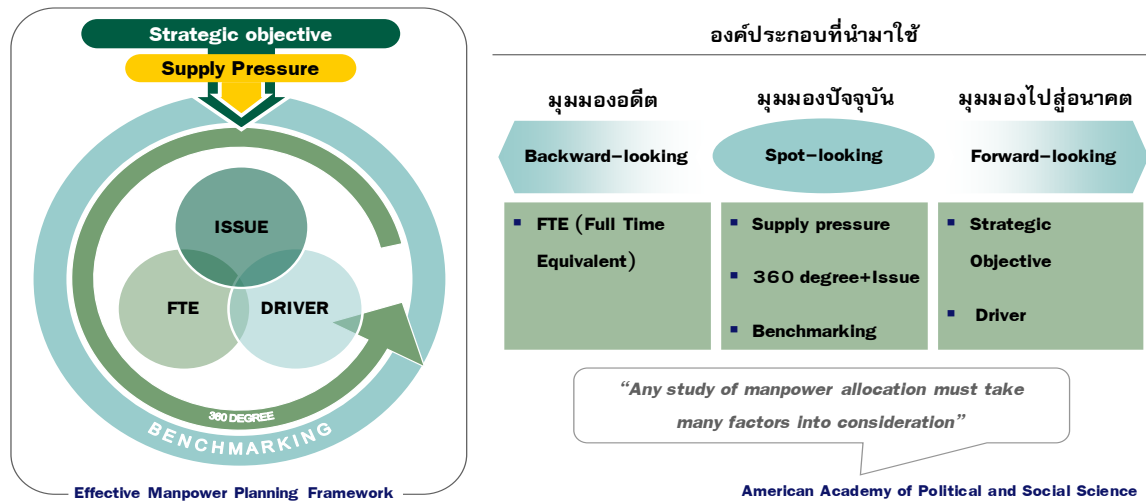 Strategic objective
Supply Pressure
ISSUE
FTE
DRIVER
360 DEGREE
BENCHMARKING
Effective Manpower Planning Framework
องค์ประกอบที่นำมาใช้
มุมมองอดีต
มุมมองปัจจุบัน
มุมมองไปสู่อนาคต
Backward-looking
Spot-looking
Forward-looking
▪ FTE (Full Time
Equivalent)
▪ Supply pressure
▪ 360 degree+Issue
▪ Benchmarking
▪ Strategic
Objective
▪ Driver
“Any study of manpower allocation must take
many factors into consideration”
American Academy of Political and Social Science